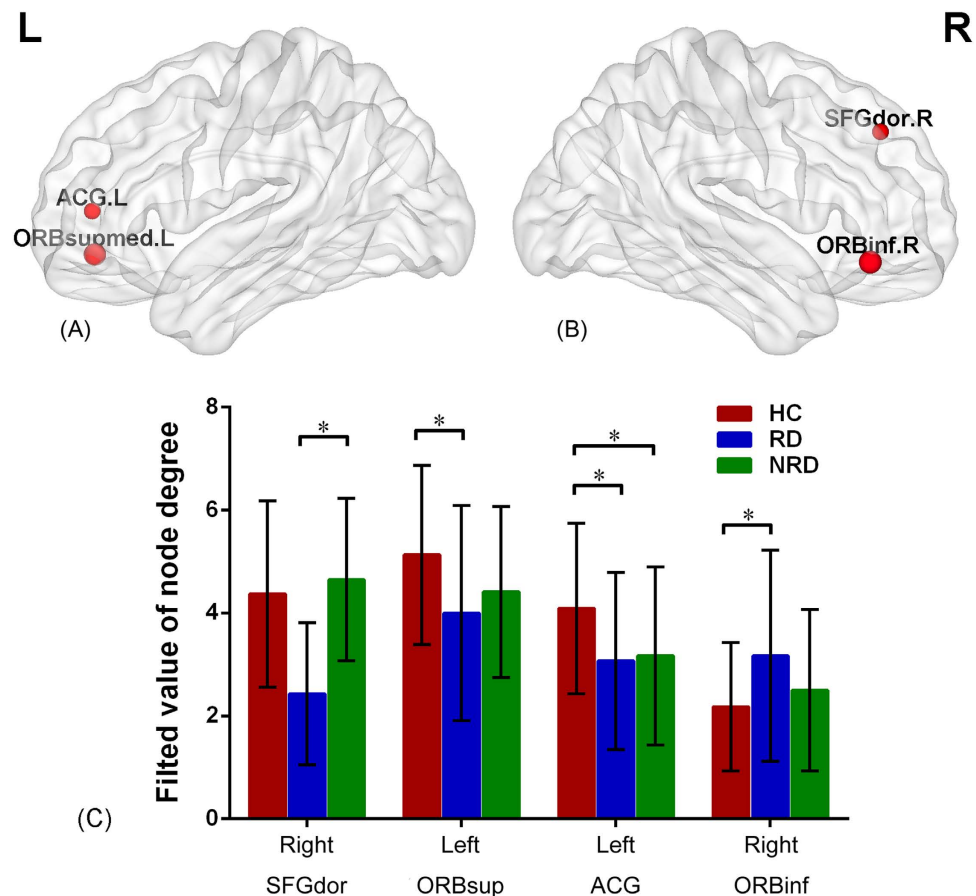 L
R
SFGdor.R
ACG.L
ORBsupmed.L
ORBinf.R
(A)
(B)
8
6
4
2
0
Filted value of node degree
HC
RD
NRD
*
*
*
*
*
(C)
Right
Left
Left
Right
SFGdor
ORBsup
ACG
ORBinf